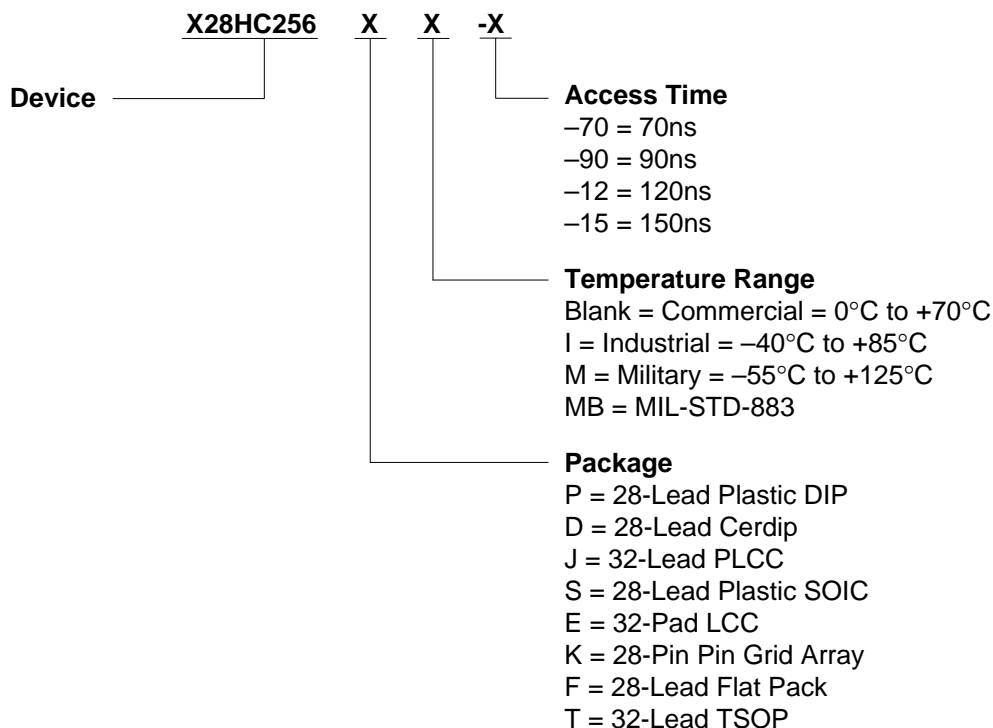 X28HC256 X X -X
Device
Access Time
–70 = 70ns
–90 = 90ns
–12 = 120ns
–15 = 150ns
Temperature Range
Blank = Commercial = 0°C to +70°C
I = Industrial = –40°C to +85°C
M = Military = –55°C to +125°C
MB = MIL-STD-883
Package
P = 28-Lead Plastic DIP
D = 28-Lead Cerdip
J = 32-Lead PLCC
S = 28-Lead Plastic SOIC
E = 32-Pad LCC
K = 28-Pin Pin Grid Array
F = 28-Lead Flat Pack
T = 32-Lead TSOP